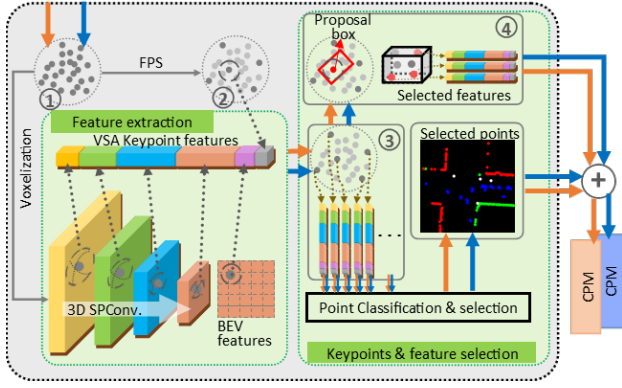 Proposal
box
④
Selected features
①
FPS
②
Feature extraction
VSA Keypoint features
③
Selected points
Voxelization
+
3D SPConv.
BEV
features
Point Classification & selection
Keypoints & feature selection
CPM
CPM